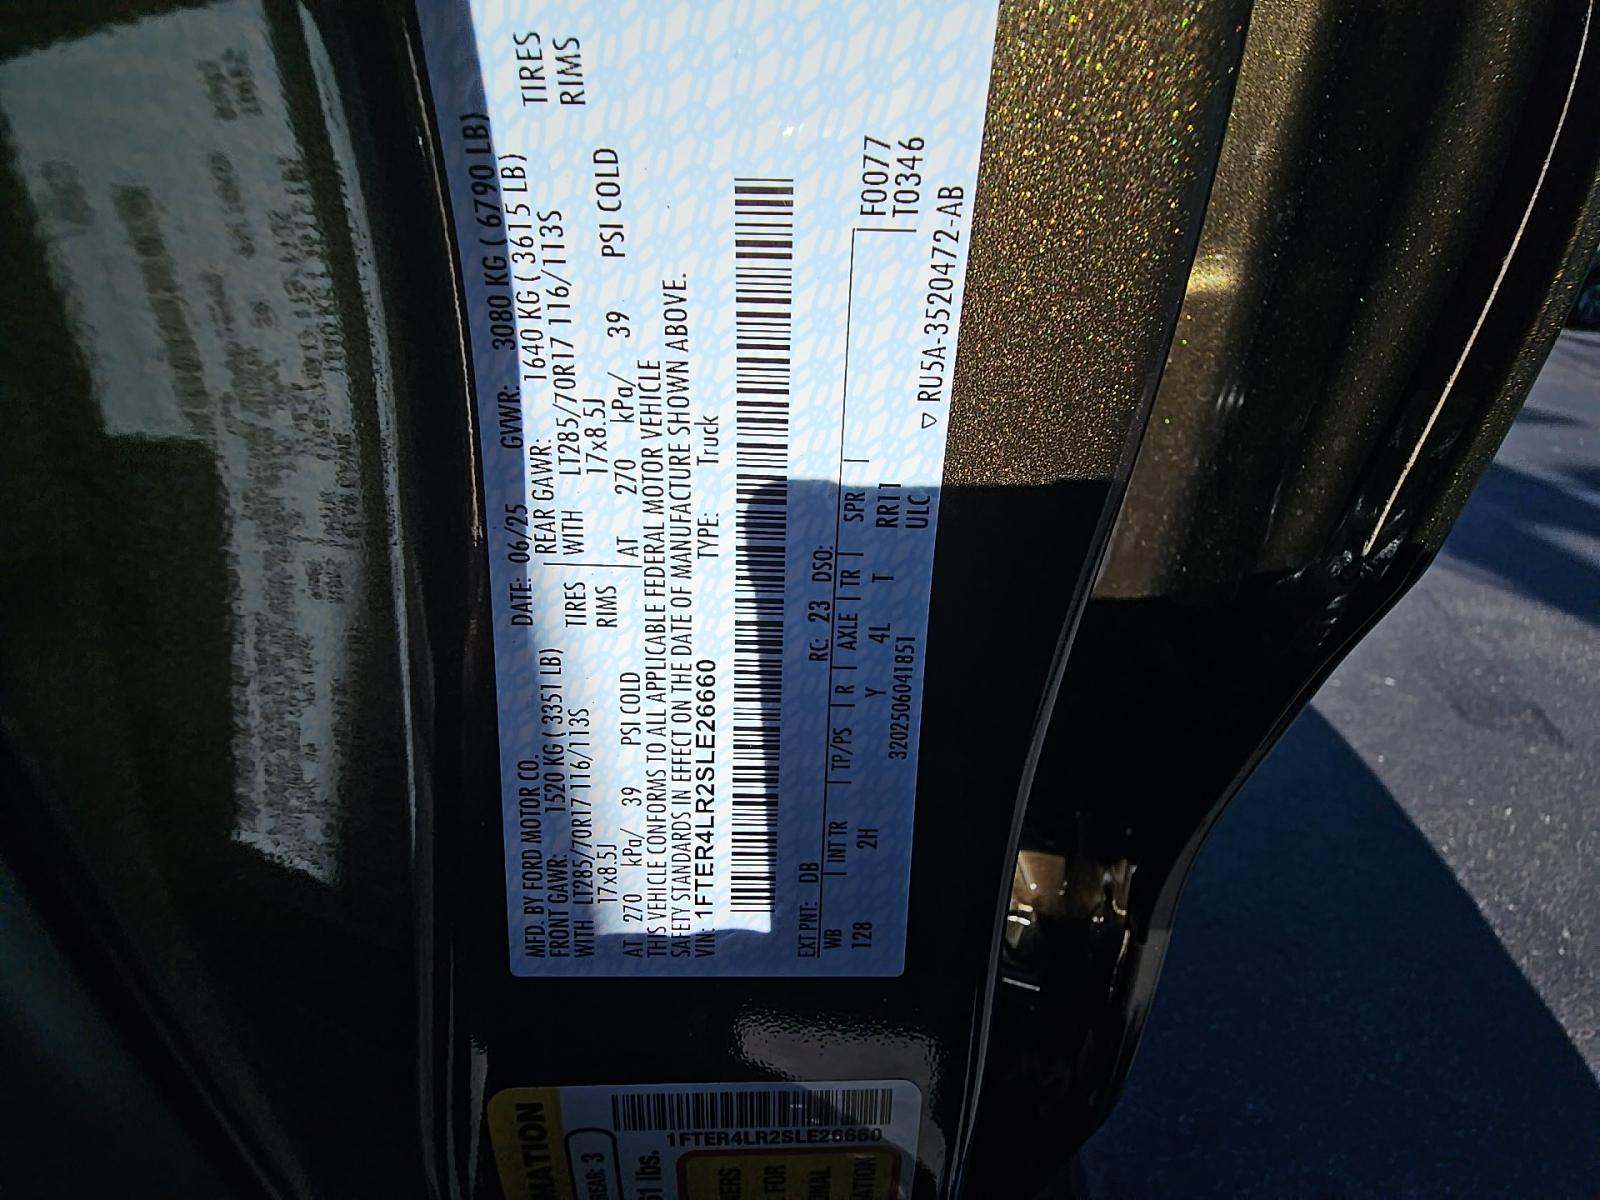 MFD. BY FORD MOTOR CO.
DATE: 06/25 GVWR: 3080 KG ( 6790 LB)
FRONT GAWR: 1520 KG ( 3351 LB) REAR GAWR: 1640 KG ( 3615 LB)
WITH LT285/70R17 116/113S TIRES WITH LT285/70R17 116/113S TIRES
17x8.5J RIMS 17x8.5J RIMS
AT 270 kPa/ 39 PSI COLD AT 270 kPa/ 39 PSI COLD
THIS VEHICLE CONFORMS TO ALL APPLICABLE FEDERAL MOTOR VEHICLE
SAFETY STANDARDS IN EFFECT ON THE DATE OF MANUFACTURE SHOWN ABOVE.
VIN: 1FTER4LR2SLE26660 TYPE: Truck
EXT PNT: DB RC: 23 DSO:
WB | INT TR | TP/PS | R | AXLE | TR | SPR | F0077
128 2H Y 4L T RR11 T0346
3202506041851 ULC
▽ RU5A-3520472-AB
MATION
REAR: 3
61 lbs.
1FTER4LR2SLE26660